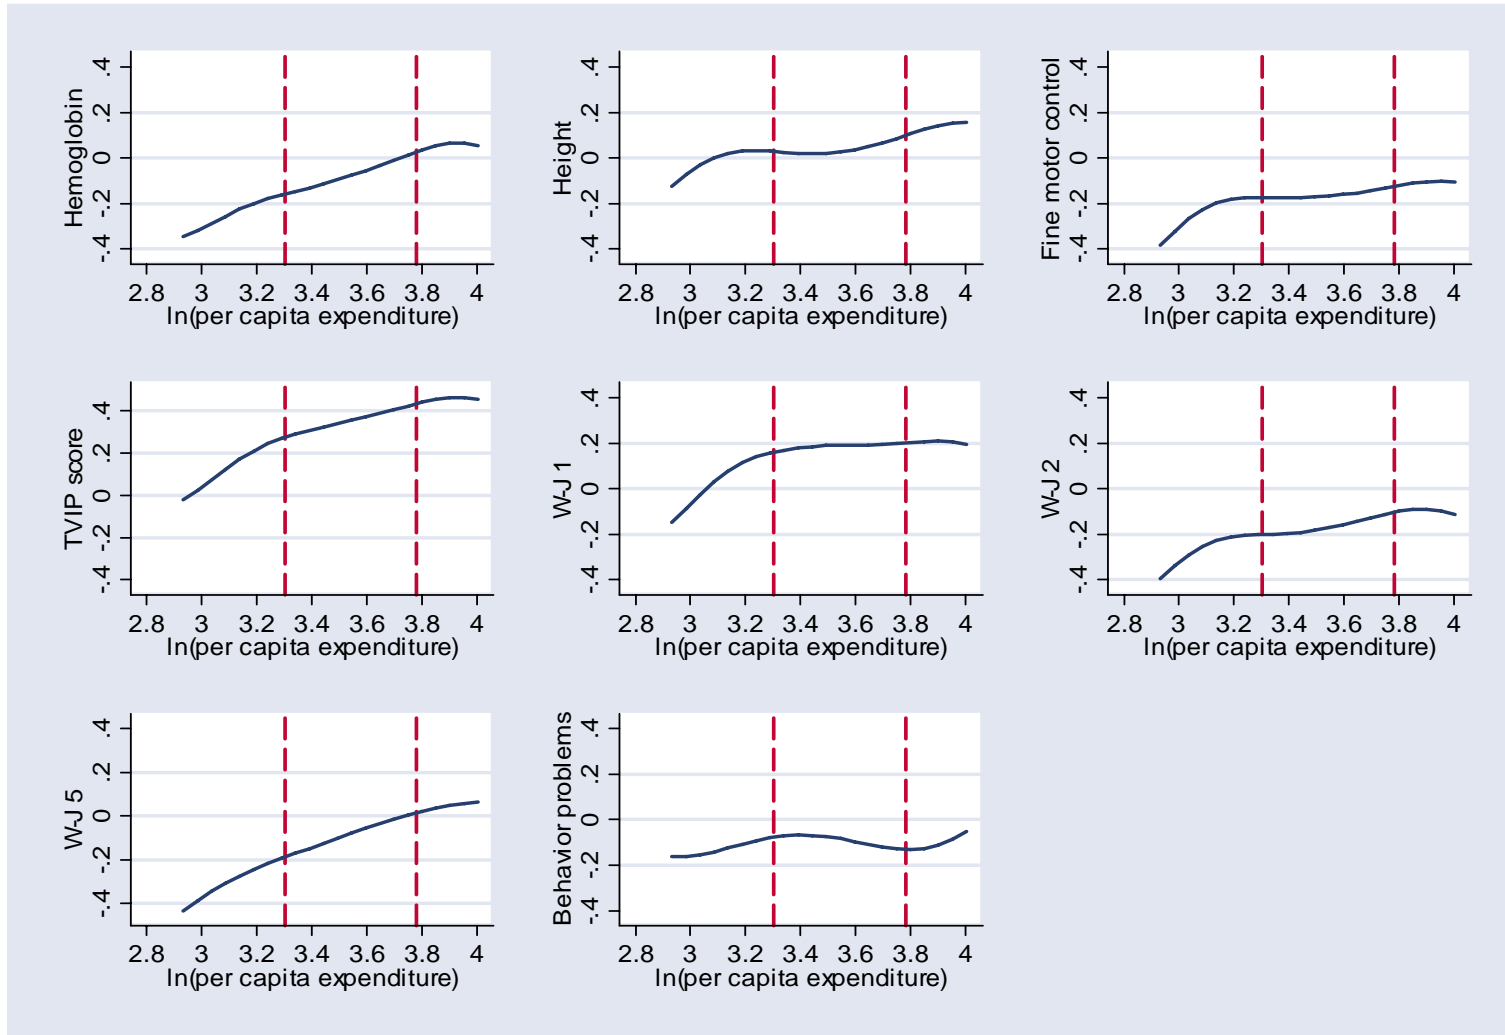 Hemoglobin
.4
.2
0
-.2
-.4
2.8 3 3.2 3.4 3.6 3.8 4
ln(per capita expenditure)
Height
.4
.2
0
-.2
-.4
2.8 3 3.2 3.4 3.6 3.8 4
ln(per capita expenditure)
Fine motor control
.4
.2
0
-.2
-.4
2.8 3 3.2 3.4 3.6 3.8 4
ln(per capita expenditure)
TVIP score
.4
.2
0
-.2
-.4
2.8 3 3.2 3.4 3.6 3.8 4
ln(per capita expenditure)
W-J 1
.4
.2
0
-.2
-.4
2.8 3 3.2 3.4 3.6 3.8 4
ln(per capita expenditure)
W-J 2
.4
.2
0
-.2
-.4
2.8 3 3.2 3.4 3.6 3.8 4
ln(per capita expenditure)
W-J 5
.4
.2
0
-.2
-.4
2.8 3 3.2 3.4 3.6 3.8 4
ln(per capita expenditure)
Behavior problems
.4
.2
0
-.2
-.4
2.8 3 3.2 3.4 3.6 3.8 4
ln(per capita expenditure)